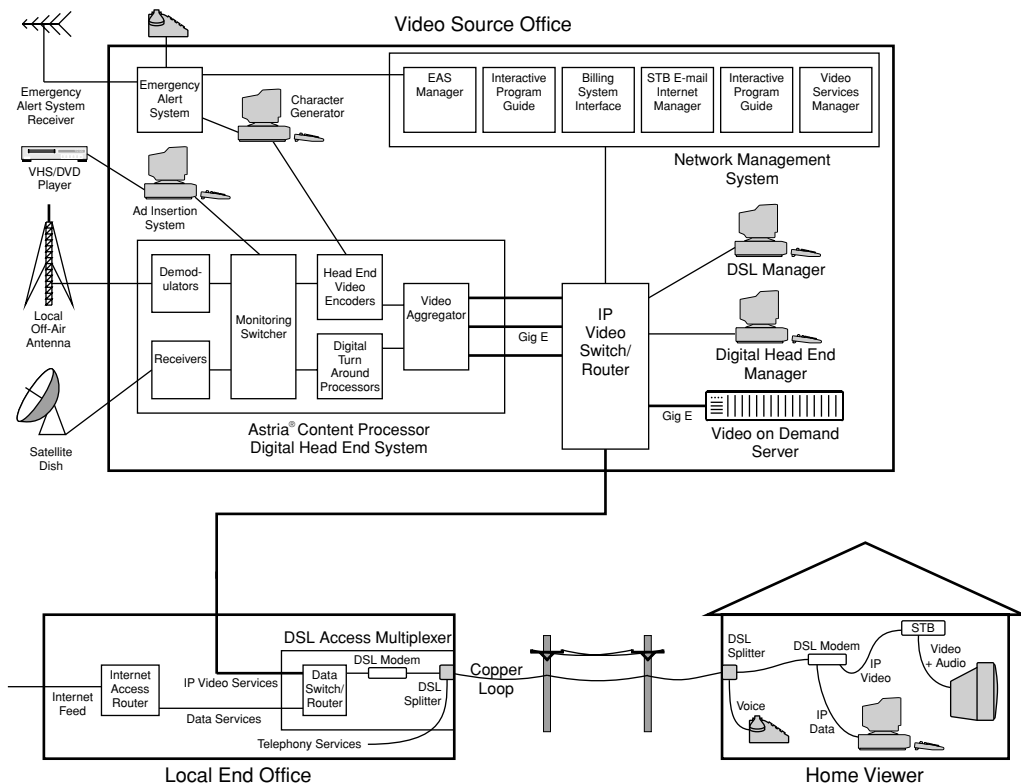 Video Source Office
Emergency
Alert System
Receiver
Emergency
Alert
System
Character
Generator
EAS
Manager
Interactive
Program
Guide
Billing
System
Interface
STB E-mail
Internet
Manager
Interactive
Program
Guide
Video
Services
Manager
Network Management
System
VHS/DVD
Player
Ad Insertion
System
Local
Off-Air
Antenna
Satellite
Dish
Demod-
ulators
Receivers
Monitoring
Switcher
Head End
Video
Encoders
Digital
Turn
Around
Processors
Video
Aggregator
Gig E
IP
Video
Switch/
Router
DSL Manager
Digital Head End
Manager
Gig E
Video on Demand
Server
Astria® Content Processor
Digital Head End System
DSL Access Multiplexer
Internet
Feed
Internet
Access
Router
IP Video Services
Data Services
Data
Switch/
Router
DSL Modem
DSL
Splitter
Telephony Services
Local End Office
Copper
Loop
DSL
Splitter
DSL Modem
STB
Video
+ Audio
IP
Video
Voice
IP
Data
Home Viewer